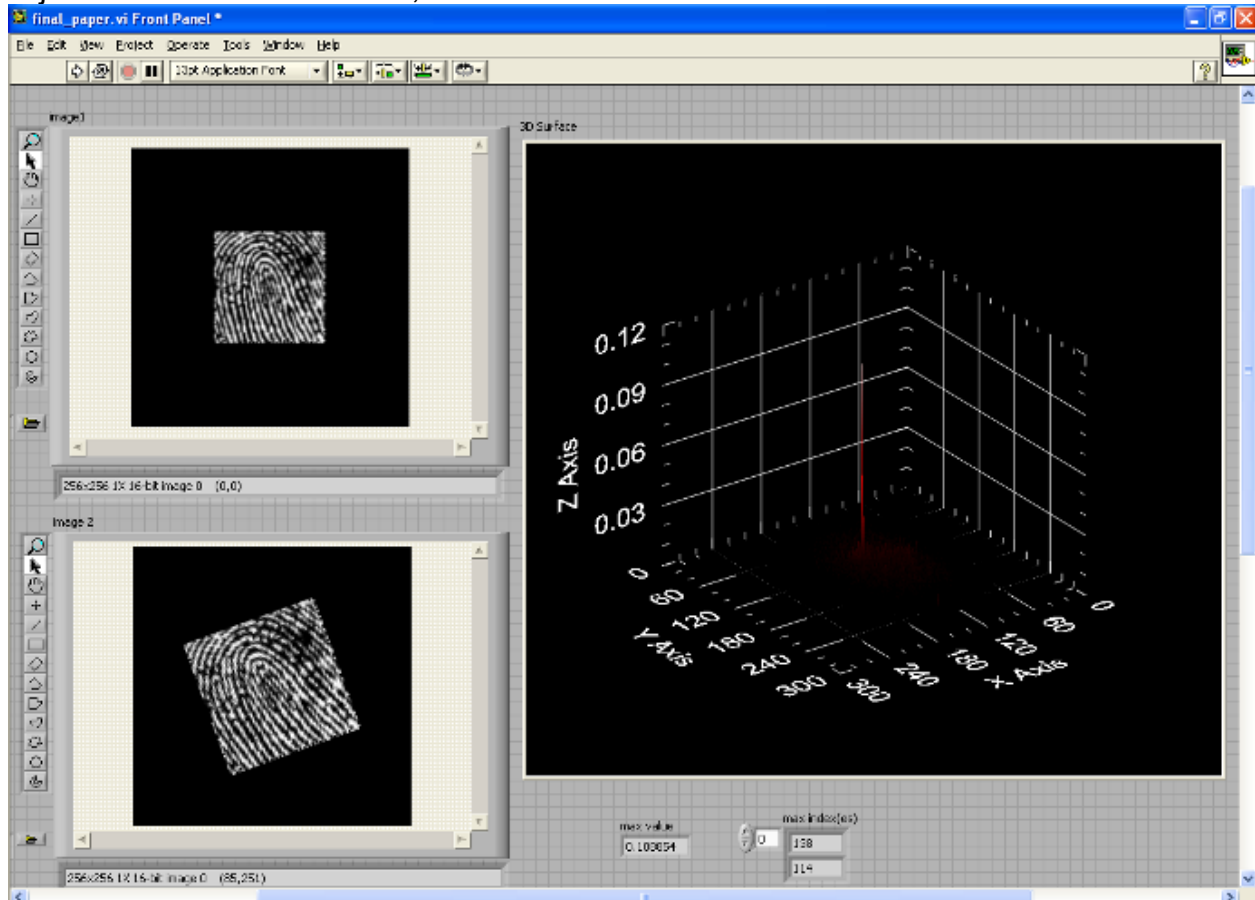 final_paper.vi Front Panel *
File Edit View Project Operate Tools Window Help
13pt Application Font
image1
256x256 1X 16-bit image 0 (0,0)
Image 2
256x256 1X 16-bit image 0 (85,251)
3D Surface
0.12
0.09
0.06
0.03
Z Axis
0
60
120
180
240
300
Y Axis
300
240
180
120
60
0
X Axis
max value
max index(es)
0
138
114